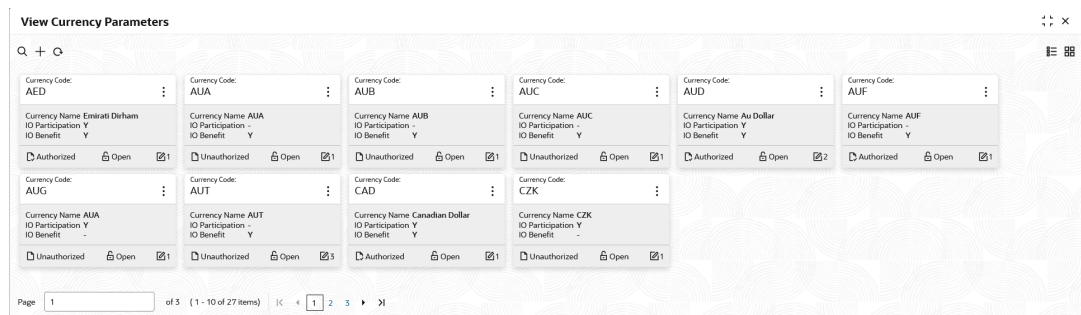 View Currency Parameters
Currency Code:
AED
Currency Name Emirati Dirham
IO Participation Y
IO Benefit Y
Authorized Open 1
Currency Code:
AUA
Currency Name AUA
IO Participation -
IO Benefit Y
Unauthorized Open 1
Currency Code:
AUB
Currency Name AUB
IO Participation -
IO Benefit Y
Unauthorized Open 1
Currency Code:
AUC
Currency Name AUC
IO Participation -
IO Benefit Y
Unauthorized Open 1
Currency Code:
AUD
Currency Name Au Dollar
IO Participation Y
IO Benefit Y
Authorized Open 2
Currency Code:
AUF
Currency Name AUF
IO Participation Y
IO Benefit Y
Authorized Open 1
Currency Code:
AUG
Currency Name AUA
IO Participation Y
IO Benefit -
Unauthorized Open 1
Currency Code:
AUT
Currency Name AUT
IO Participation -
IO Benefit Y
Unauthorized Open 3
Currency Code:
CAD
Currency Name Canadian Dollar
IO Participation Y
IO Benefit Y
Authorized Open 1
Currency Code:
CZK
Currency Name CZK
IO Participation Y
IO Benefit -
Unauthorized Open 1
Page 1 of 3 ( 1 - 10 of 27 items) 1 2 3